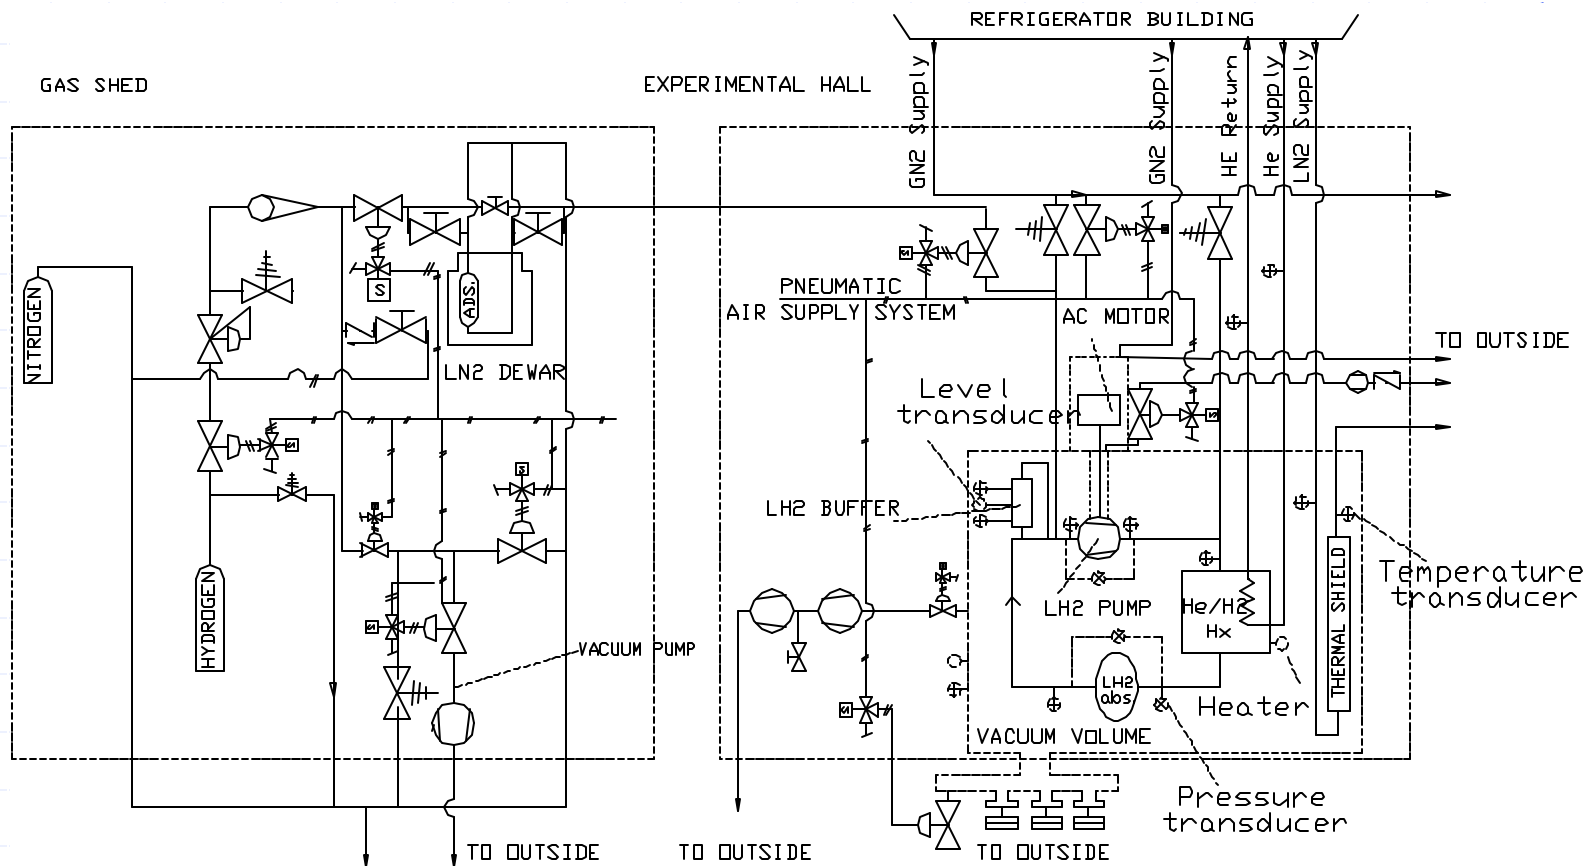 REFRIGERATOR BUILDING
GAS SHED
EXPERIMENTAL HALL
GN2 Supply
GN2 Supply
HE Return
He Supply
LN2 Supply
NITROGEN
S
ADS.
PNEUMATIC
AIR SUPPLY SYSTEM
AC MOTOR
TO OUTSIDE
LN2 DEWAR
Level
transducer
LH2 BUFFER
HYDROGEN
Temperature
transducer
LH2 PUMP
He/H2
Hx
THERMAL SHIELD
VACUUM PUMP
LH2
abs
Heater
VACUUM VOLUME
Pressure
transducer
TO OUTSIDE
TO OUTSIDE
TO OUTSIDE